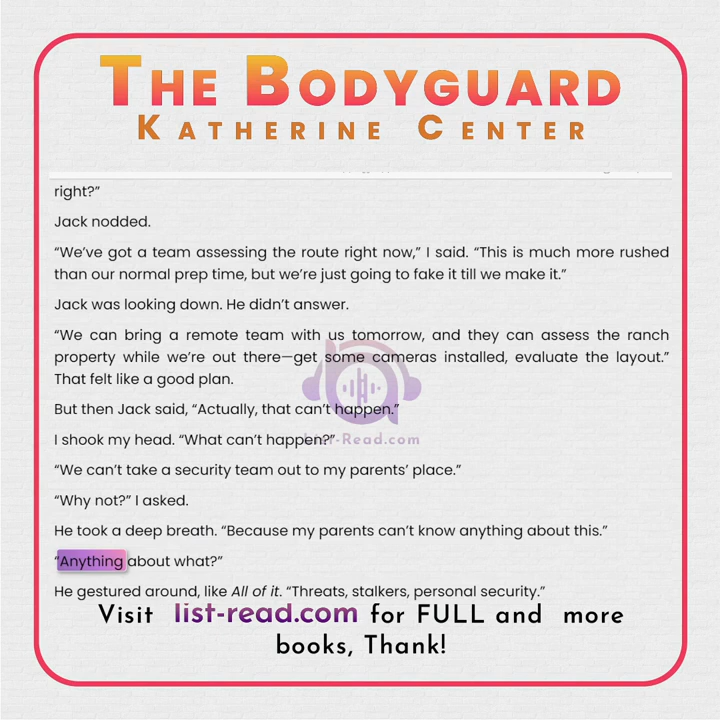 The Bodyguard
Katherine Center
right?”
Jack nodded.
“We’ve got a team assessing the route right now,” I said. “This is much more rushed
than our normal prep time, but we’re just going to fake it till we make it.”
Jack was looking down. He didn’t answer.
“We can bring a remote team with us tomorrow, and they can assess the ranch
property while we’re out there—get some cameras installed, evaluate the layout.”
That felt like a good plan.
But then Jack said, “Actually, that can’t happen.”
I shook my head. “What can’t happen?”
List-Read.com
“We can’t take a security team out to my parents’ place.”
“Why not?” I asked.
He took a deep breath. “Because my parents can’t know anything about this.”
“Anything about what?”
He gestured around, like All of it. “Threats, stalkers, personal security.”
Visit list-read.com for FULL and more
books, Thank!